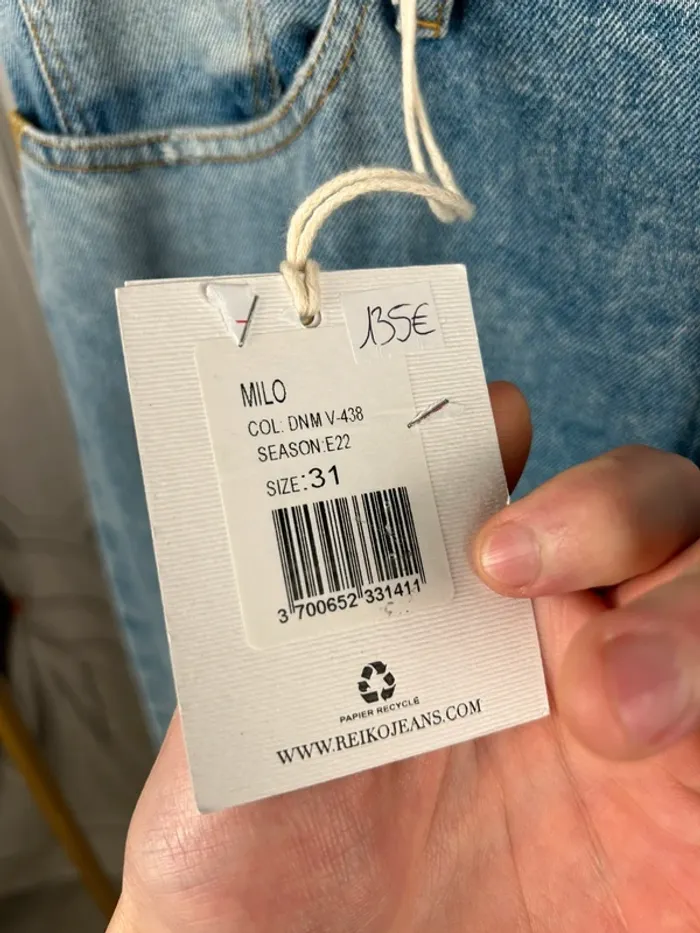 135€
MILO
COL: DNM V-438
SEASON:E22
SIZE:31
3 700652 331411
PAPIER RECYCLÉ
WWW.REIKOJEANS.COM